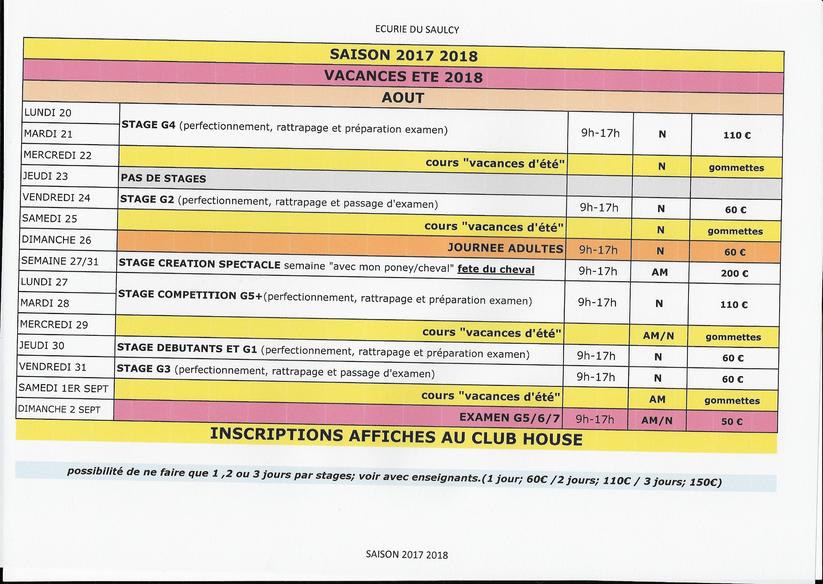 ECURIE DU SAULCY
SAISON 2017 2018
VACANCES ETE 2018
AOUT
LUNDI 20
STAGE G4 (perfectionnement, rattrapage et préparation examen) 9h-17h N 110 €
MARDI 21
MERCREDI 22 cours "vacances d'été" N gommettes
JEUDI 23 PAS DE STAGES
VENDREDI 24 STAGE G2 (perfectionnement, rattrapage et passage d'examen) 9h-17h N 60 €
SAMEDI 25 cours "vacances d'été" N gommettes
DIMANCHE 26 JOURNEE ADULTES 9h-17h N 60 €
SEMAINE 27/31 STAGE CREATION SPECTACLE semaine "avec mon poney/cheval" fete du cheval 9h-17h AM 200 €
LUNDI 27
STAGE COMPETITION G5+(perfectionnement, rattrapage et préparation examen) 9h-17h N 110 €
MARDI 28
MERCREDI 29 cours "vacances d'été" AM/N gommettes
JEUDI 30 STAGE DEBUTANTS ET G1 (perfectionnement, rattrapage et préparation examen) 9h-17h N 60 €
VENDREDI 31 STAGE G3 (perfectionnement, rattrapage et passage d'examen) 9h-17h N 60 €
SAMEDI 1ER SEPT cours "vacances d'été" AM gommettes
DIMANCHE 2 SEPT EXAMEN G5/6/7 9h-17h AM/N 50 €
INSCRIPTIONS AFFICHES AU CLUB HOUSE
possibilité de ne faire que 1 ,2 ou 3 jours par stages; voir avec enseignants.(1 jour; 60€ /2 jours; 110€ / 3 jours; 150€)
SAISON 2017 2018